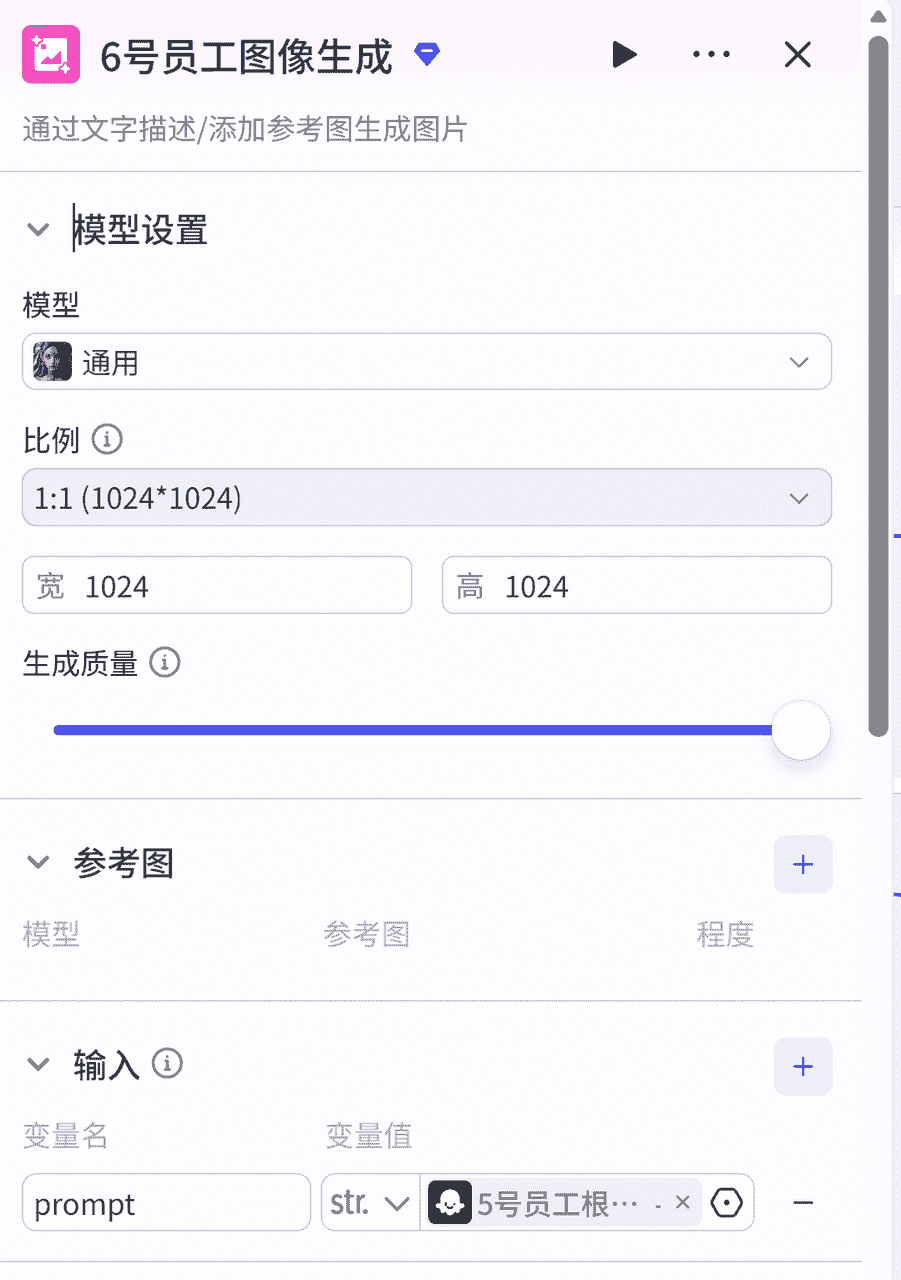 6号员工图像生成
通过文字描述/添加参考图生成图片
模型设置
模型
通用
比例
1:1 (1024*1024)
宽 1024 高 1024
生成质量
参考图
模型 参考图 程度
输入
变量名 变量值
prompt str. 5号员工根··· -